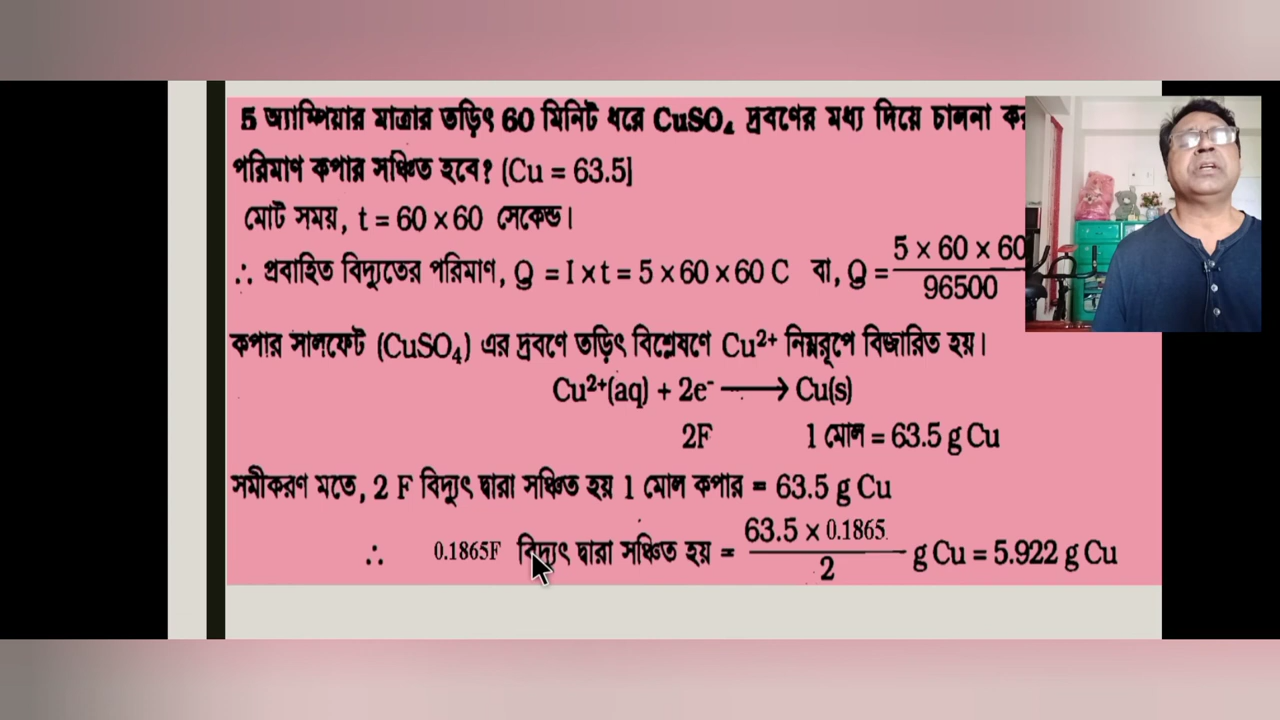 5 অ্যাম্পিয়ার মাত্রার তড়িৎ 60 মিনিট ধরে CuSO₄ দ্রবণের মধ্য দিয়ে চালনা
পরিমাণ কপার সঞ্চিত হবে? (Cu = 63.5]
মোট সময়, t = 60 × 60 সেকেন্ড।
∴ প্রবাহিত বিদ্যুতের পরিমাণ, Q = I × t = 5 × 60 × 60 C বা, Q = 5 × 60 × 60 / 96500
কপার সালফেট (CuSO₄) এর দ্রবণে তড়িৎ বিশ্লেষণে Cu²⁺ নিম্নরূপে বিজারিত হয়।
Cu²⁺(aq) + 2e⁻ ⟶ Cu(s)
2F 1 মোল = 63.5 g Cu
সমীকরণ মতে, 2 F বিদ্যুৎ দ্বারা সঞ্চিত হয় 1 মোল কপার = 63.5 g Cu
∴ 0.1865F বিদ্যুৎ দ্বারা সঞ্চিত হয় = 63.5 × 0.1865 / 2 g Cu = 5.922 g Cu